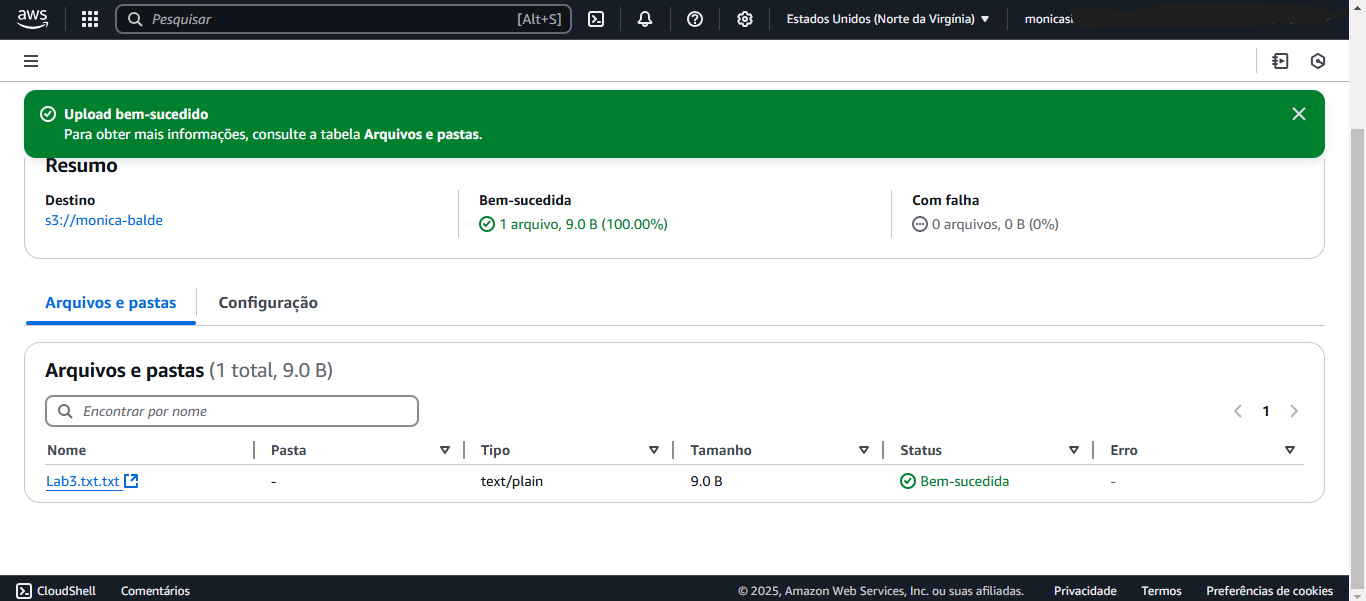 aws
Pesquisar [Alt+S]
Estados Unidos (Norte da Virgínia) ▼
Upload bem-sucedido
Para obter mais informações, consulte a tabela Arquivos e pastas.
Resumo
Destino
s3://monica-balde
Bem-sucedida
1 arquivo, 9.0 B (100.00%)
Com falha
0 arquivos, 0 B (0%)
Arquivos e pastas Configuração
Arquivos e pastas (1 total, 9.0 B)
Encontrar por nome
1
Nome Pasta Tipo Tamanho Status Erro
Lab3.txt.txt - text/plain 9.0 B Bem-sucedida -
CloudShell Comentários © 2025, Amazon Web Services, Inc. ou suas afiliadas. Privacidade Termos Preferências de cookies